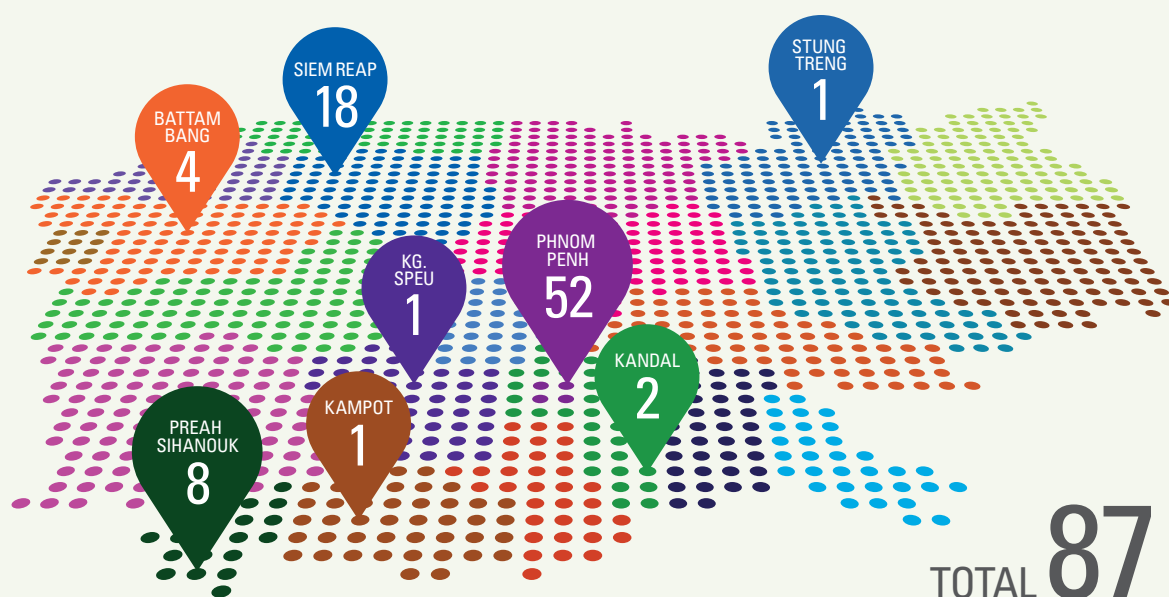 SIEM REAP
18
STUNG
TRENG
1
BATTAM
BANG
4
PHNOM
PENH
52
KG.
SPEU
1
KANDAL
2
KAMPOT
1
PREAH
SIHANOUK
8
TOTAL 87